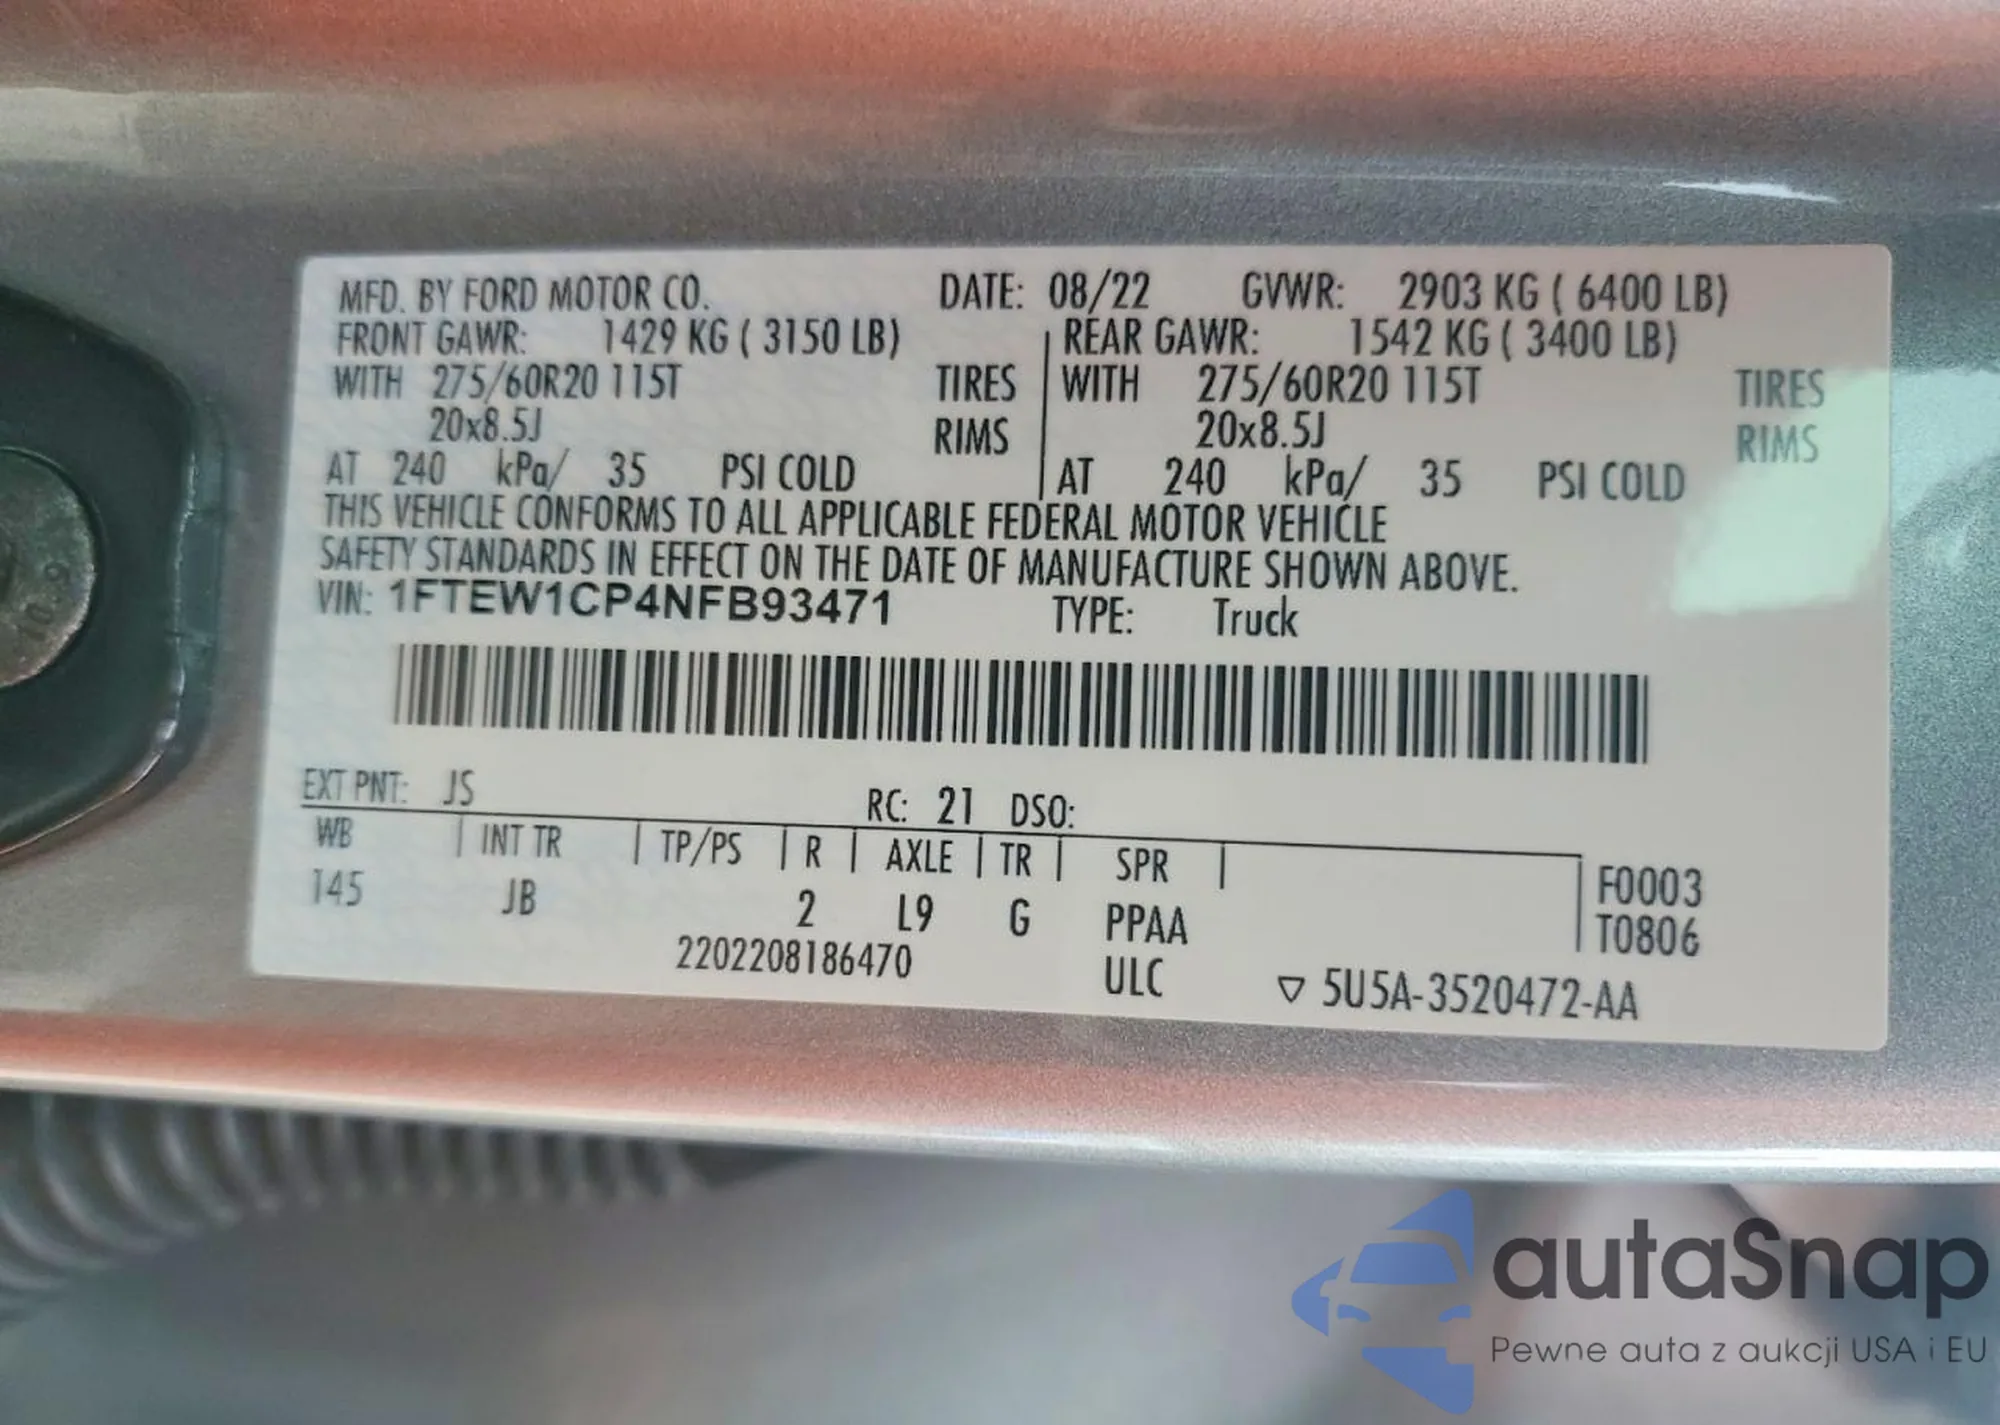 MFD. BY FORD MOTOR CO. DATE: 08/22 GVWR: 2903 KG ( 6400 LB)
FRONT GAWR: 1429 KG ( 3150 LB) REAR GAWR: 1542 KG ( 3400 LB)
WITH 275/60R20 115T TIRES WITH 275/60R20 115T TIRES
20x8.5J RIMS 20x8.5J RIMS
AT 240 kPa/ 35 PSI COLD AT 240 kPa/ 35 PSI COLD
THIS VEHICLE CONFORMS TO ALL APPLICABLE FEDERAL MOTOR VEHICLE
SAFETY STANDARDS IN EFFECT ON THE DATE OF MANUFACTURE SHOWN ABOVE.
VIN: 1FTEW1CP4NFB93471 TYPE: Truck
EXT PNT: JS RC: 21 DSO:
WB INT TR TP/PS R AXLE TR SPR
145 JB 2 L9 G PPAA
F0003
T0806
2202208186470 ULC ▽ 5U5A-3520472-AA
autaSnap
Pewne auta z aukcji USA i EU